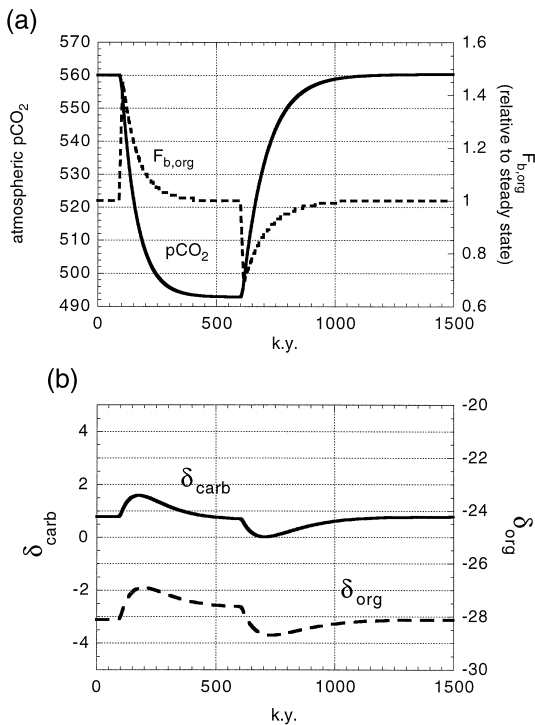 (a)
570
560
550
540
530
520
510
500
490
atmospheric pCO2
Fb,org
pCO2
1.6
1.4
1.2
1
0.8
0.6
Fb,org
(relative to steady state)
0
500
1000
1500
k.y.
(b)
4
2
0
-2
-4
δcarb
δcarb
δorg
-20
-22
-24
-26
-28
-30
δorg
0
500
1000
1500
k.y.